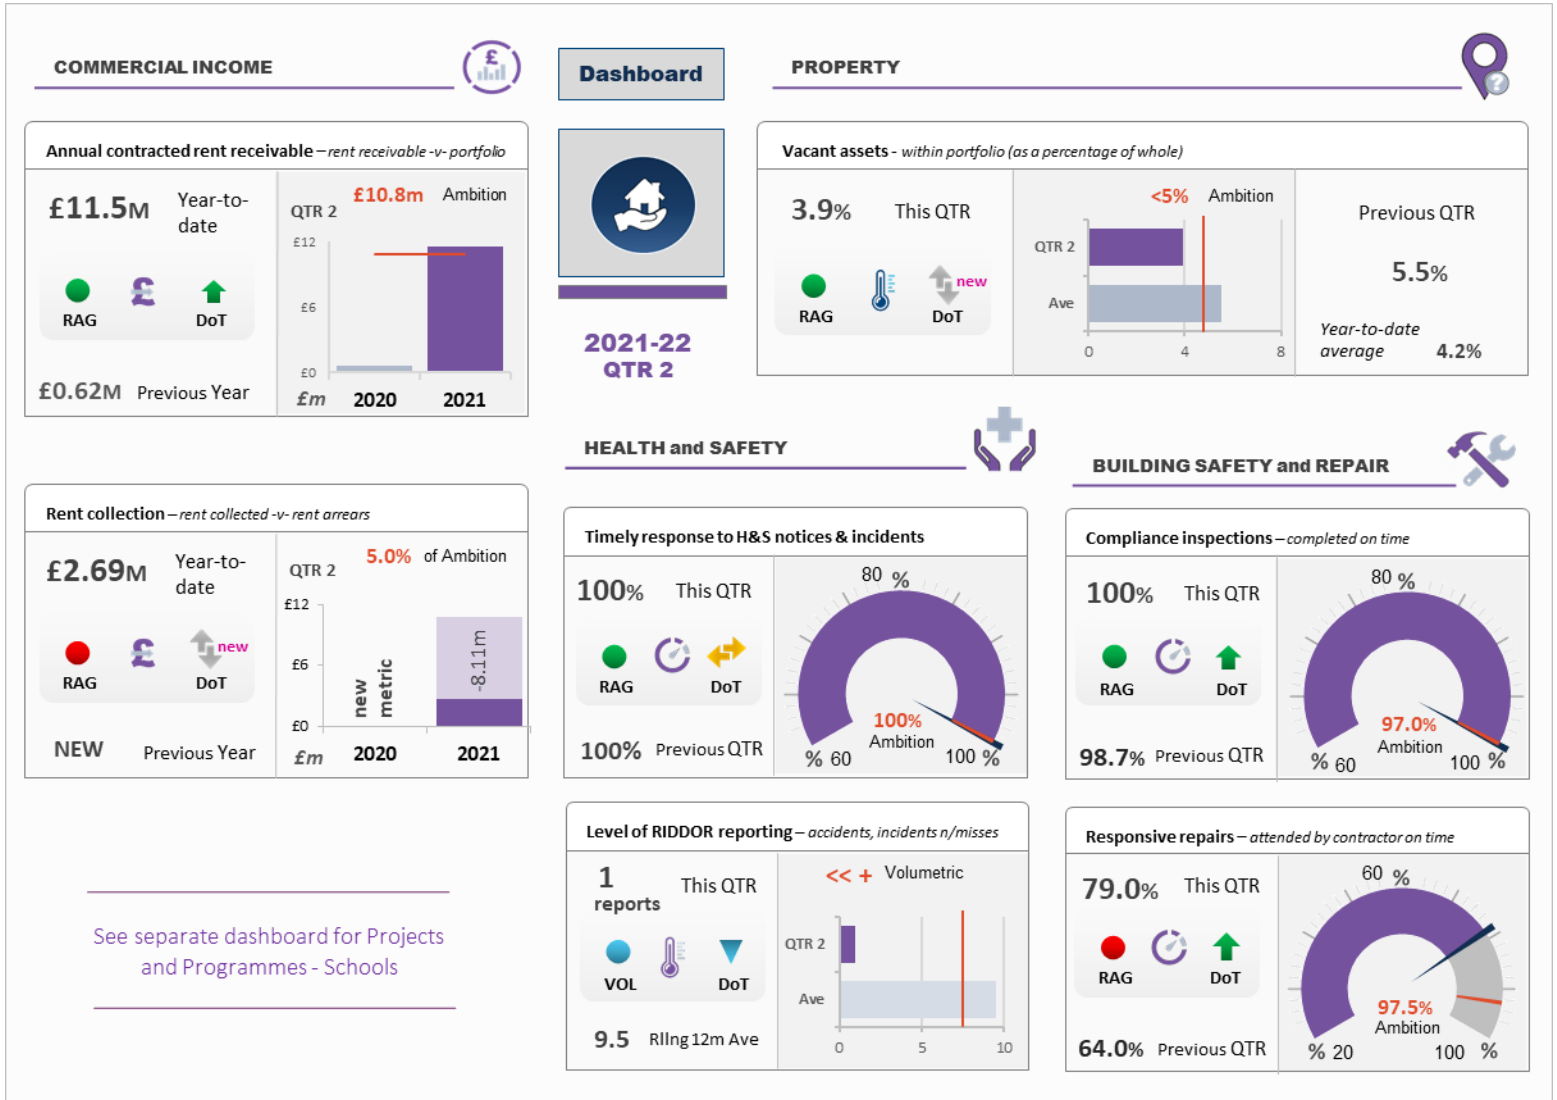 COMMERCIAL INCOME
£
Annual contracted rent receivable – rent receivable -v- portfolio
£11.5M Year-to-
date
RAG £ DoT
£0.62M Previous Year
£10.8m Ambition
QTR 2
£12
£6
£0
£m 2020 2021
Rent collection – rent collected -v- rent arrears
£2.69M Year-to-
date
£ new
RAG DoT
NEW Previous Year
5.0% of Ambition
QTR 2
£12
£6
£0
new
metric
-8.11m
£m 2020 2021
See separate dashboard for Projects
and Programmes - Schools
Dashboard
2021-22
QTR 2
PROPERTY
?
Vacant assets - within portfolio (as a percentage of whole)
3.9% This QTR
new
RAG DoT
<5% Ambition
QTR 2
Ave
0 4 8
Previous QTR
5.5%
Year-to-date
average 4.2%
HEALTH and SAFETY
Timely response to H&S notices & incidents
100% This QTR
RAG DoT
100% Previous QTR
80 %
100%
Ambition
% 60 100 %
Level of RIDDOR reporting – accidents, incidents n/misses
1
reports This QTR
VOL DoT
9.5 Rllng 12m Ave
<< + Volumetric
QTR 2
Ave
0 5 10
BUILDING SAFETY and REPAIR
Compliance inspections – completed on time
100% This QTR
RAG DoT
98.7% Previous QTR
80 %
97.0%
Ambition
% 60 100 %
Responsive repairs – attended by contractor on time
79.0% This QTR
RAG DoT
64.0% Previous QTR
60 %
97.5%
Ambition
% 20 100 %